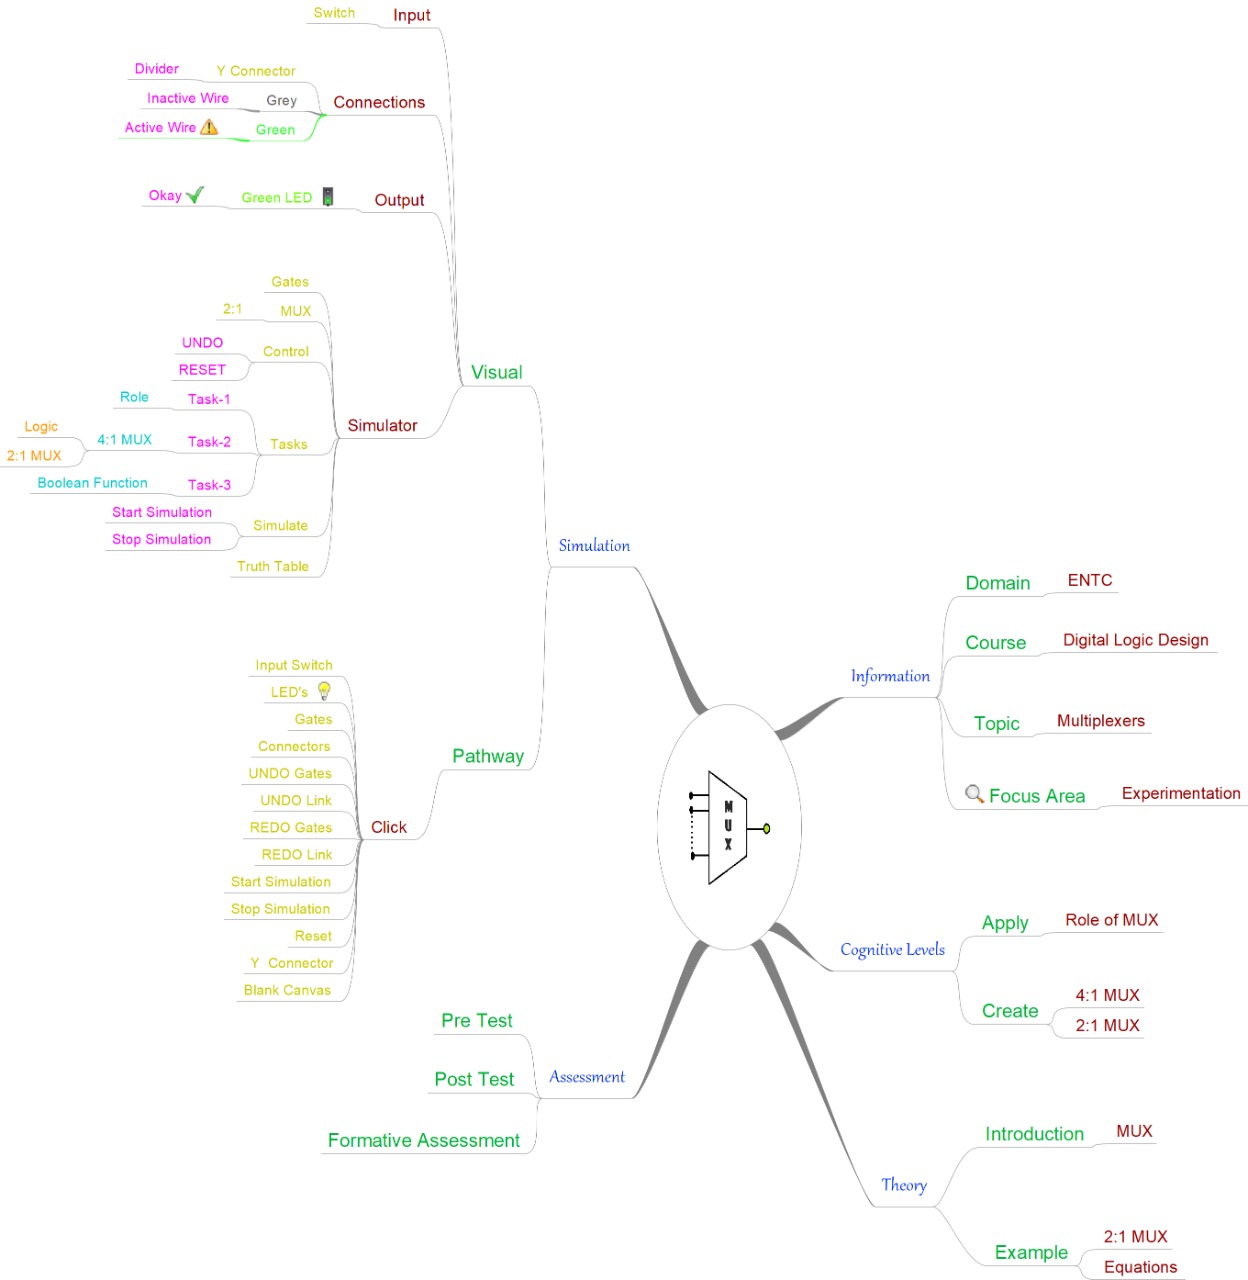 Switch
Input
Divider
Y Connector
Inactive Wire
Grey
Connections
Active Wire
Green
Okay
Green LED
Output
Gates
2:1
MUX
UNDO
Control
RESET
Visual
Role
Task-1
Simulator
Logic
4:1 MUX
Task-2
Tasks
2:1 MUX
Boolean Function
Task-3
Start Simulation
Simulate
Stop Simulation
Truth Table
Simulation
Input Switch
LED's
Gates
Connectors
Pathway
UNDO Gates
UNDO Link
REDO Gates
Click
REDO Link
Start Simulation
Stop Simulation
Reset
Y Connector
Blank Canvas
Pre Test
Post Test
Assessment
Formative Assessment
M
U
X
Domain
ENTC
Course
Digital Logic Design
Information
Topic
Multiplexers
Focus Area
Experimentation
Apply
Role of MUX
Cognitive Levels
Create
4:1 MUX
2:1 MUX
Introduction
MUX
Theory
Example
2:1 MUX
Equations